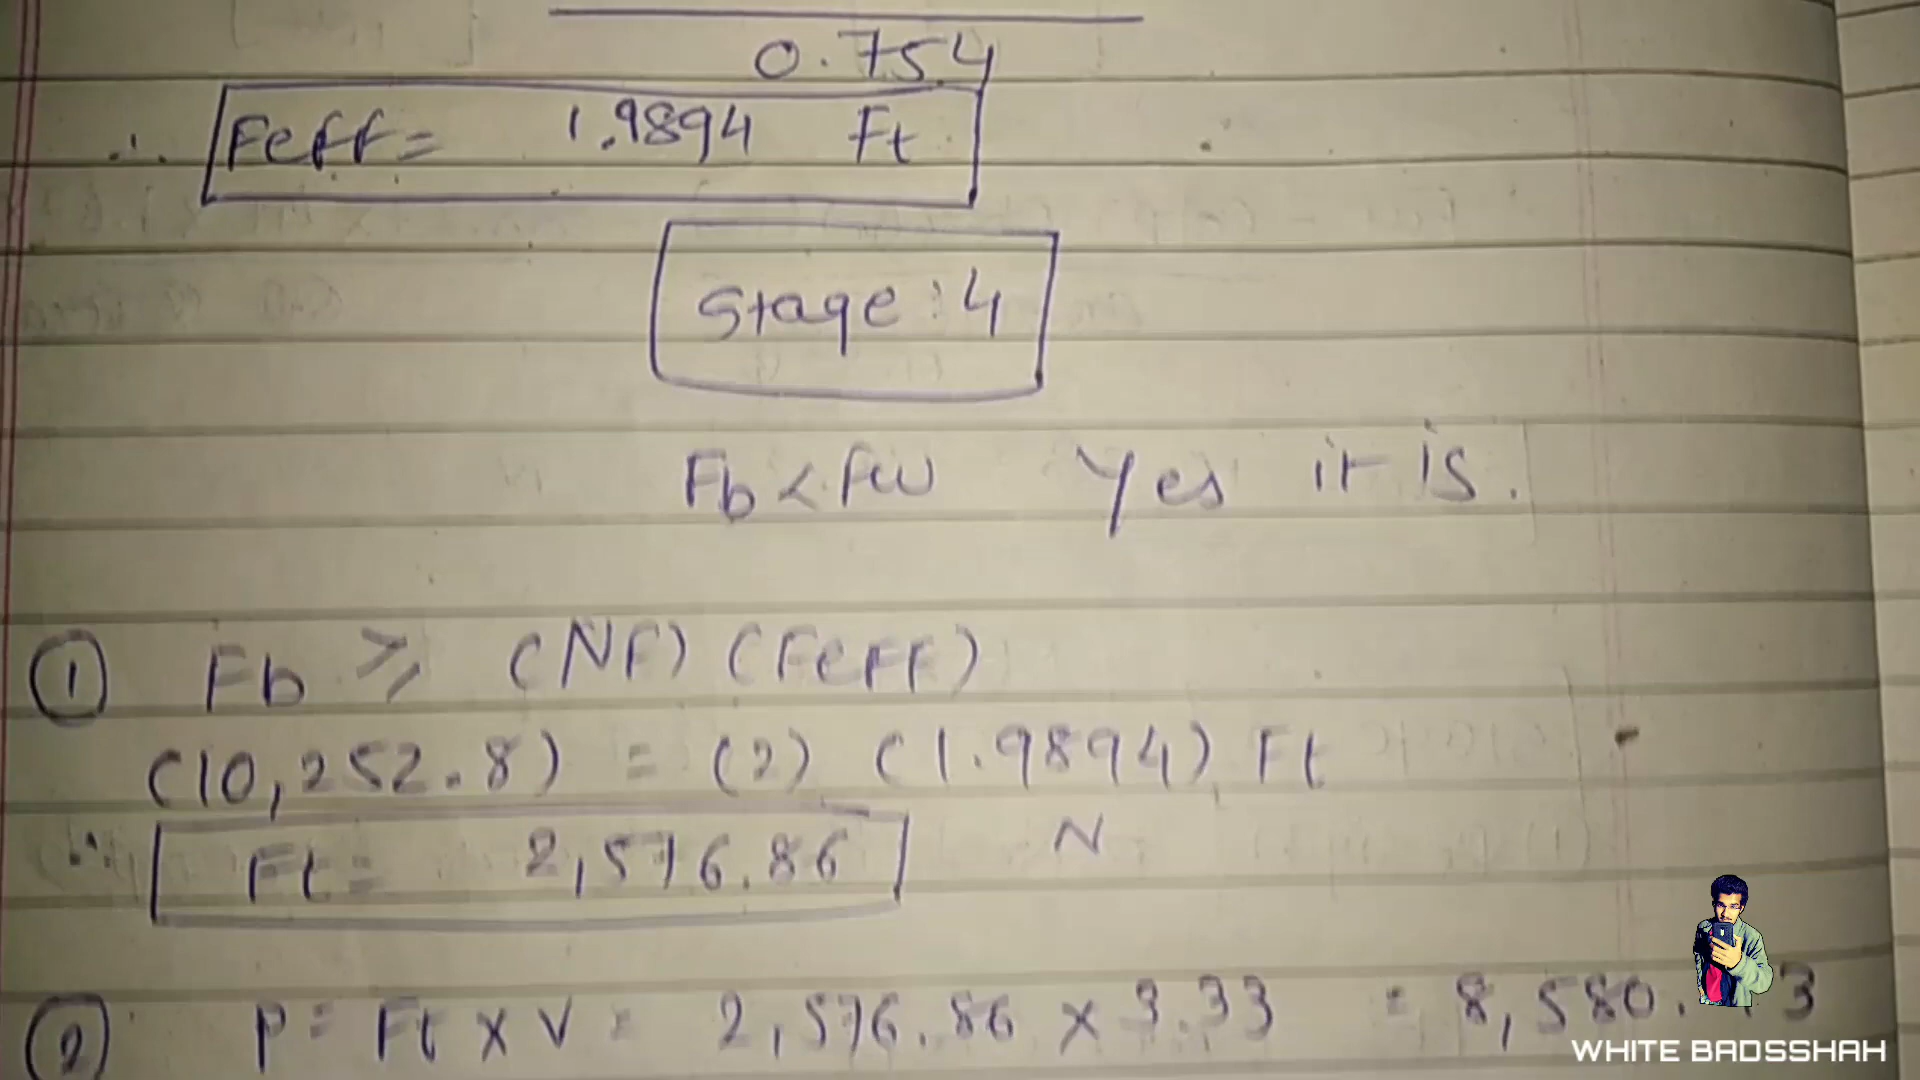 0.754
∴ Feff = 1.9894 Ft
Stage : 4
Fb < Fw Yes it is.
① Fb ⩾ (NF) (Feff)
(10,252.8) = (2) (1.9894) Ft
∴ Ft = 2,576.86 N
② P = Ft x V = 2,576.86 x 3.33 = 8,580.
WHITE BADSSHAH